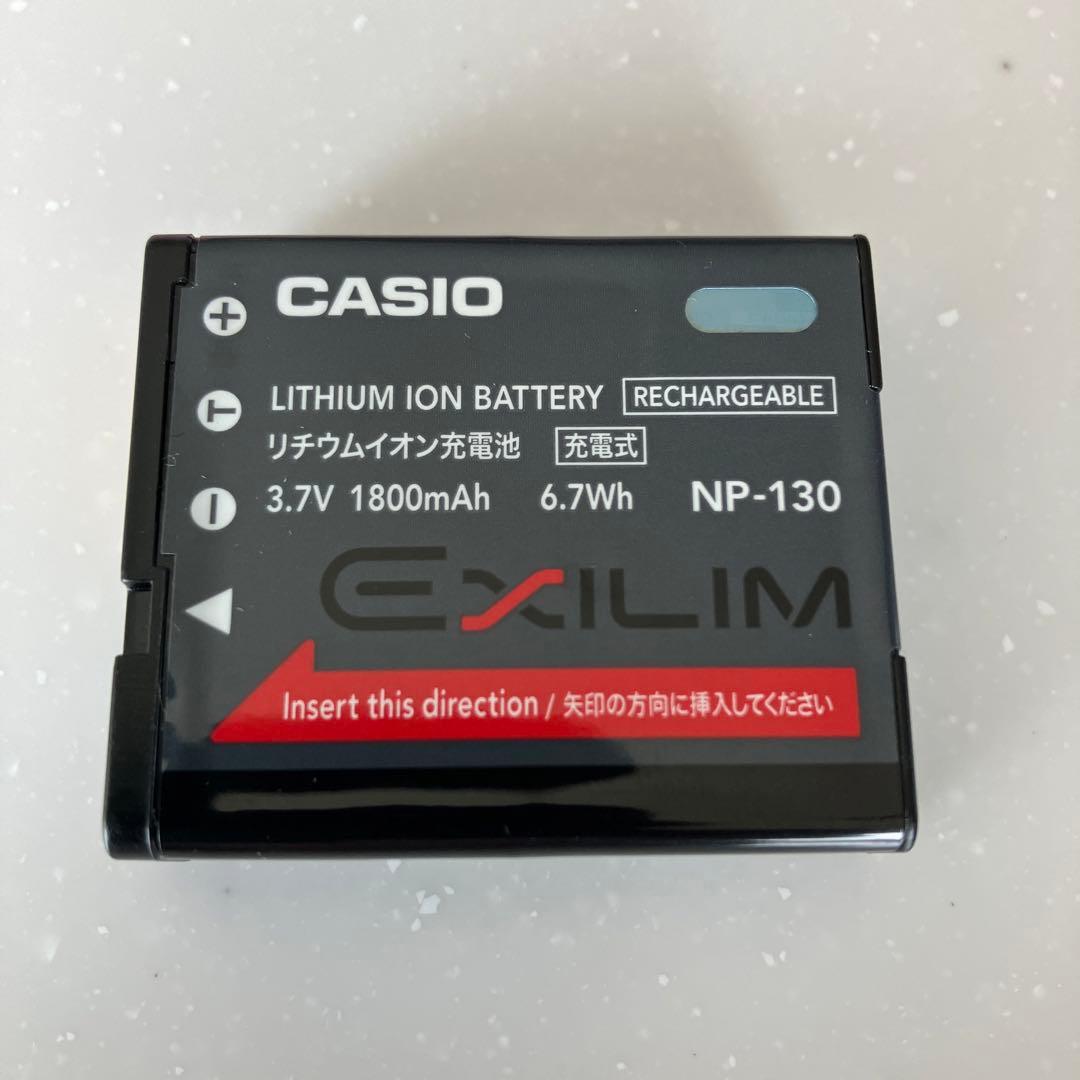 CASIO
+
T
LITHIUM ION BATTERY RECHARGEABLE
リチウムイオン充電池 充電式
−
3.7V 1800mAh 6.7Wh NP-130
EXILIM
Insert this direction / 矢印の方向に挿入してください